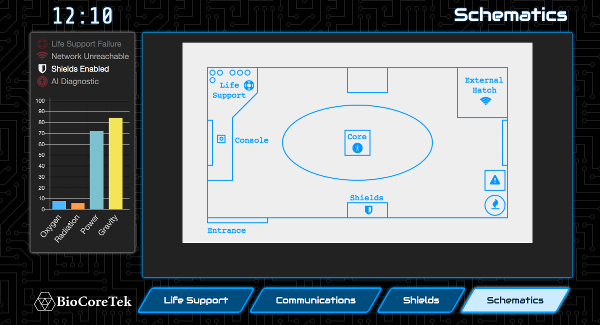 12:10
Schematics
Life Support Failure
Network Unreachable
Shields Enabled
AI Diagnostic
100
90
80
70
60
50
40
30
20
10
0
Oxygen
Radiation
Power
Gravity
Life
Support
External
Hatch
Console
Core
Shields
Entrance
BioCoreTek
Life Support
Communications
Shields
Schematics